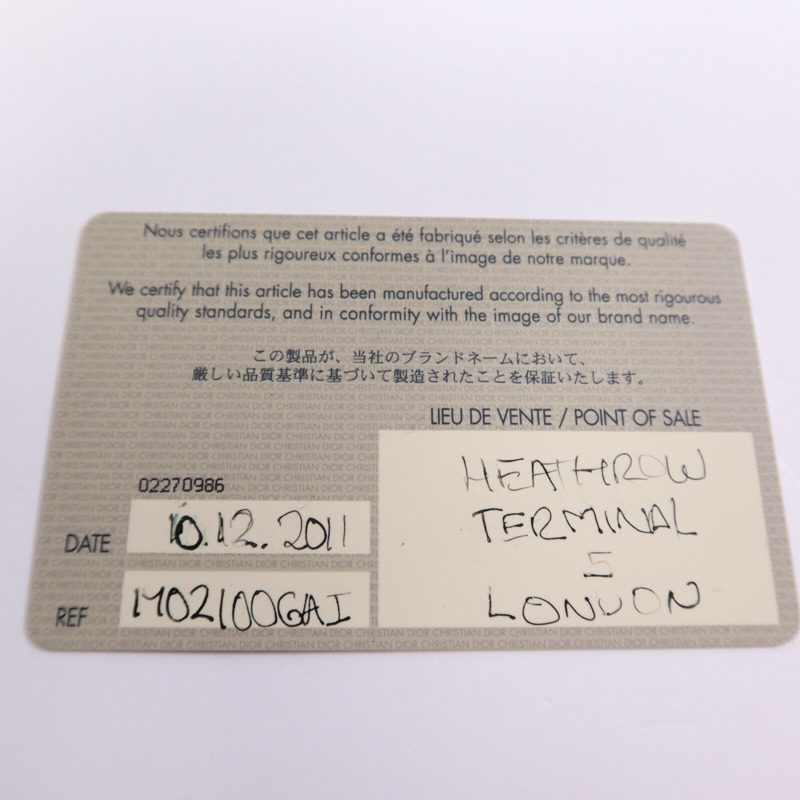 Nous certifions que cet article a été fabriqué selon les critères de qualité
les plus rigoureux conformes à l'image de notre marque.
We certify that this article has been manufactured according to the most rigourous
quality standards, and in conformity with the image of our brand name.
この製品が、当社のブランドネームにおいて、
厳しい品質基準に基づいて製造されたことを保証いたします。
LIEU DE VENTE / POINT OF SALE
HEATHROW
TERMINAL
5
LONDON
02270986
DATE 10.12.2011
REF
CHRISTIAN DIOR